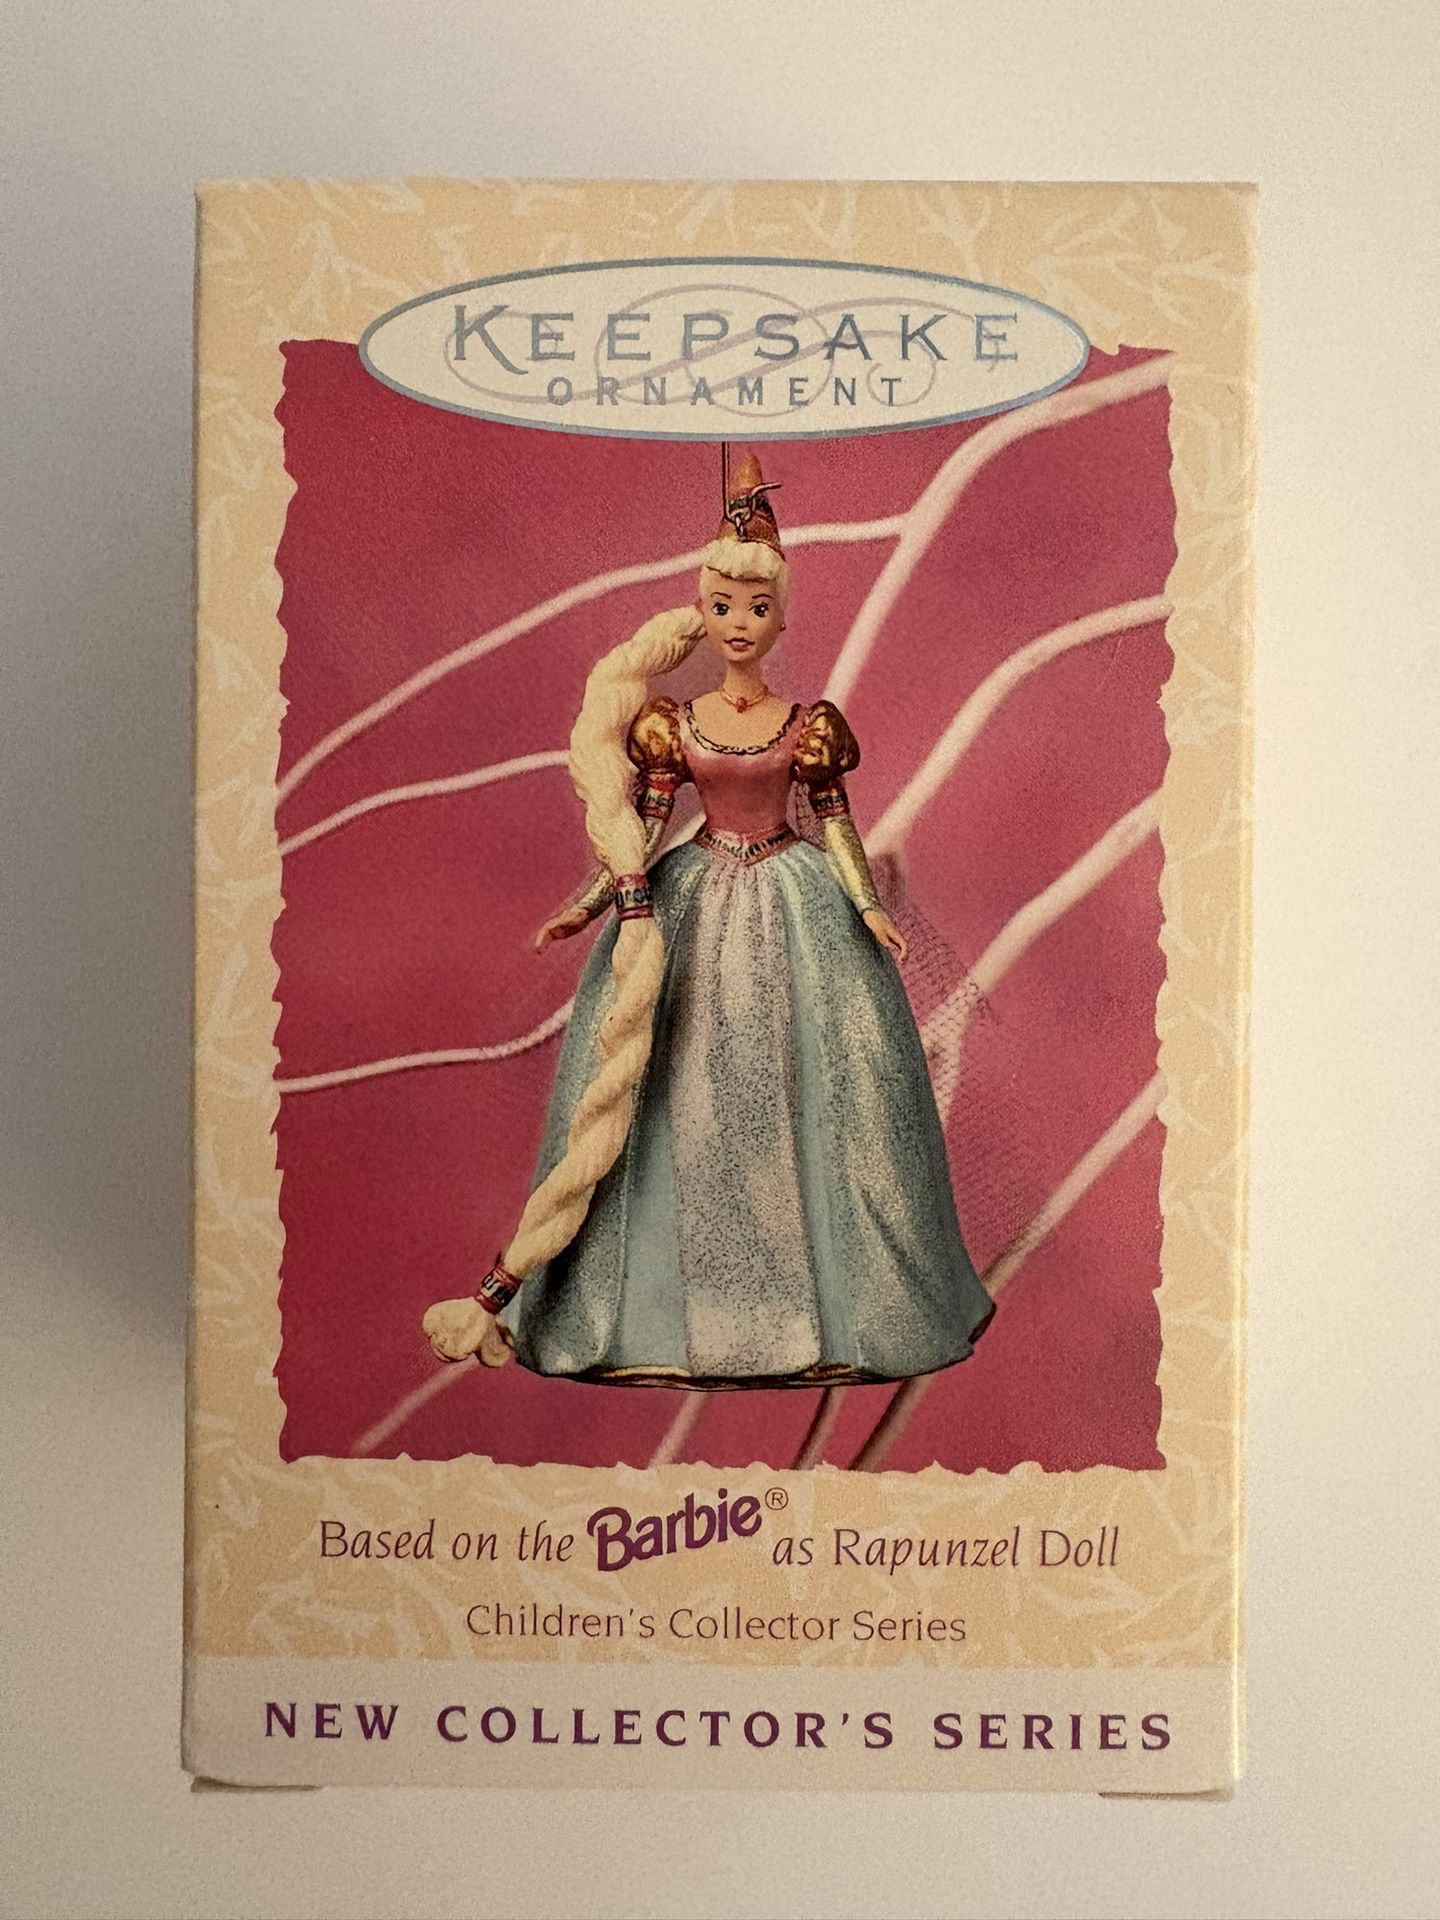 KEEPSAKE
ORNAMENT
Based on the Barbie® as Rapunzel Doll
Children's Collector Series
NEW COLLECTOR'S SERIES